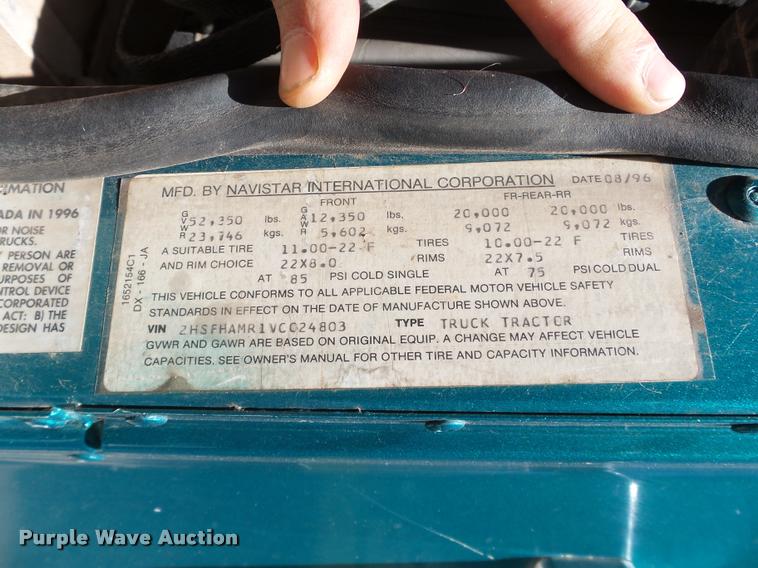 RMATION
ADA IN 1996
OR NOISE
RUCKS.
Y PERSON ARE
REMOVAL OR
URPOSES OF
NTROL DEVICE
CORPORATED
ACT: B) THE
DESIGN HAS
1652154C1
DX - 166 - JA
MFD. BY NAVISTAR INTERNATIONAL CORPORATION DATE 08/96
FRONT FR-REAR-RR
GVWR 52,350 lbs. GAWR 12,350 lbs. 20,000 20,000 lbs.
23,746 kgs. 5,602 kgs. 9,072 9,072 kgs.
A SUITABLE TIRE 11.00-22 F TIRES 10.00-22 F TIRES
AND RIM CHOICE 22X8.0 RIMS 22X7.5 RIMS
AT 85 PSI COLD SINGLE AT 75 PSI COLD DUAL
THIS VEHICLE CONFORMS TO ALL APPLICABLE FEDERAL MOTOR VEHICLE SAFETY
STANDARDS IN EFFECT ON THE DATE OF MANUFACTURE SHOWN ABOVE.
VIN 2HSFHAMR1VC024803 TYPE TRUCK TRACTOR
GVWR AND GAWR ARE BASED ON ORIGINAL EQUIP. A CHANGE MAY AFFECT VEHICLE
CAPACITIES. SEE OWNER'S MANUAL FOR OTHER TIRE AND CAPACITY INFORMATION.
Purple Wave Auction